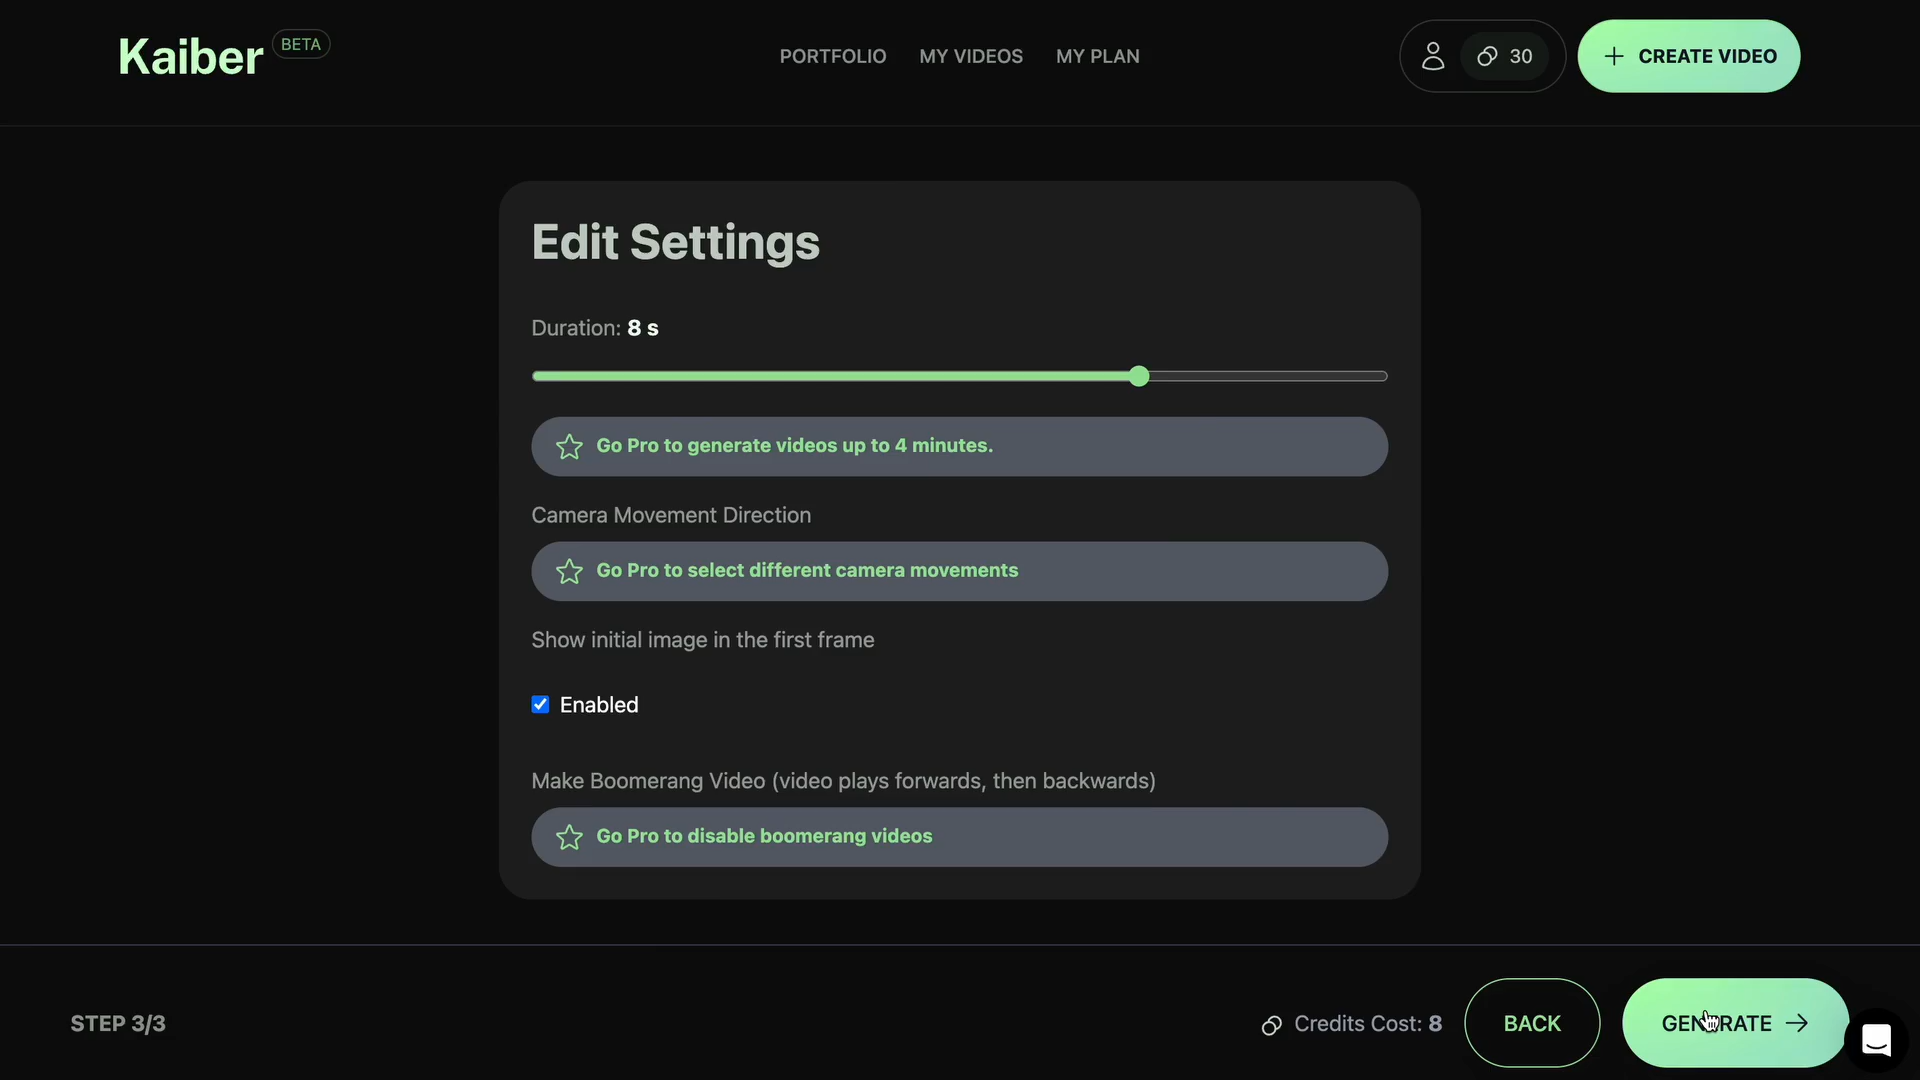 Kaiber BETA
PORTFOLIO MY VIDEOS MY PLAN
30
CREATE VIDEO
Edit Settings
Duration: 8 s
Go Pro to generate videos up to 4 minutes.
Camera Movement Direction
Go Pro to select different camera movements
Show initial image in the first frame
Enabled
Make Boomerang Video (video plays forwards, then backwards)
Go Pro to disable boomerang videos
STEP 3/3
Credits Cost: 8
BACK
GENERATE